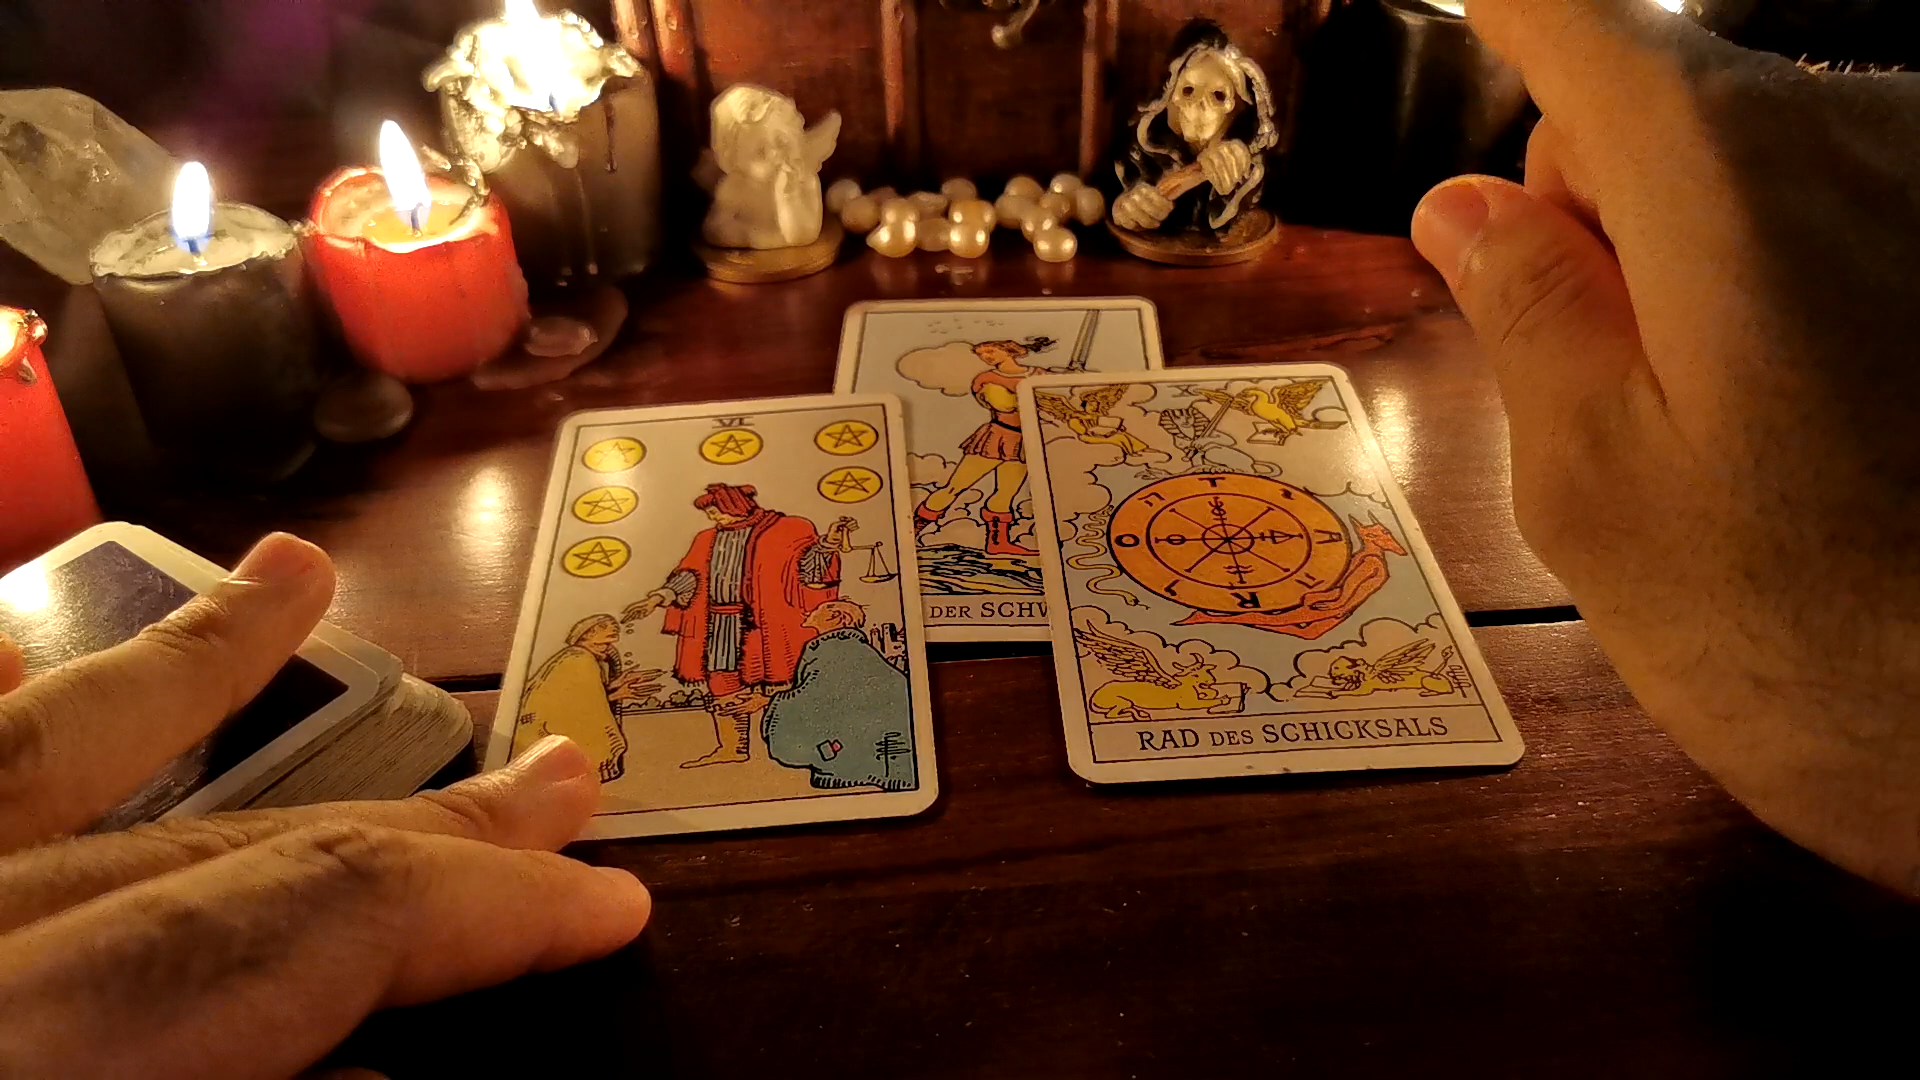 VI
DER SCHW
X
T
A
R
O
RAD DES SCHICKSALS